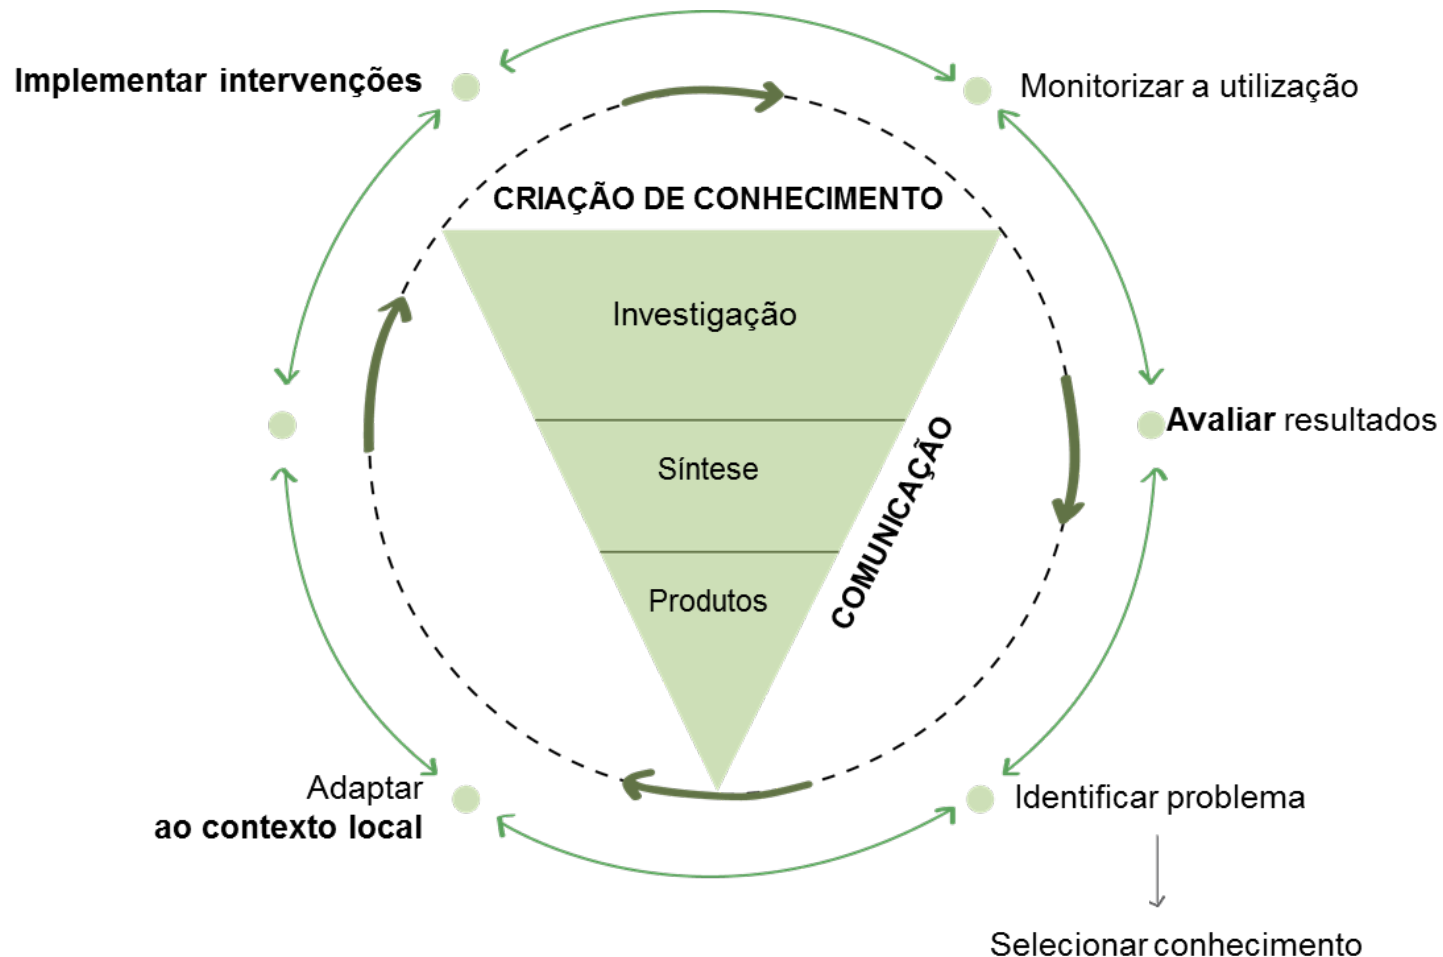 Implementar intervenções
Monitorizar a utilização
CRIAÇÃO DE CONHECIMENTO
Investigação
Avaliar resultados
Síntese
COMUNICAÇÃO
Produtos
Adaptar
ao contexto local
Identificar problema
Selecionar conhecimento